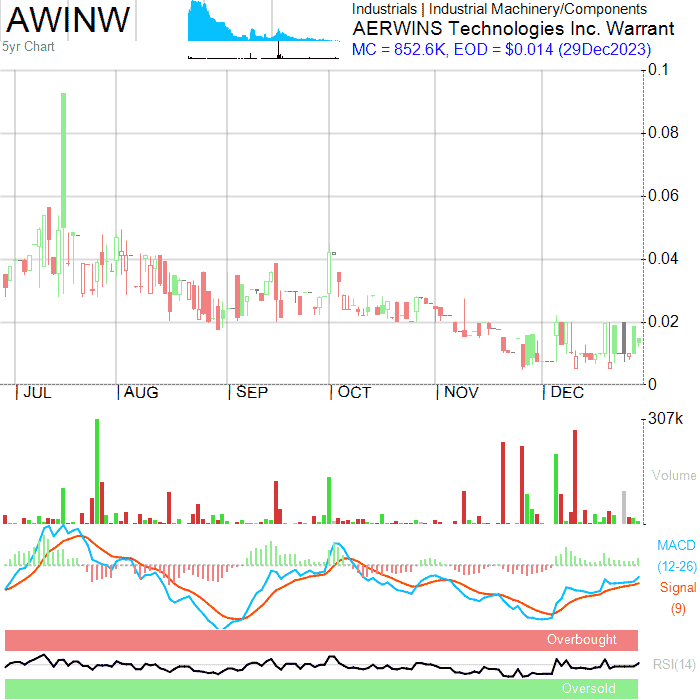 AWINW
5yr Chart
Industrials | Industrial Machinery/Components
AERWINS Technologies Inc. Warrant
MC = 852.6K, EOD = $0.014 (29Dec2023)
0.1
0.08
0.06
0.04
0.02
0
JUL AUG SEP OCT NOV DEC
307k
Volume
MACD
(12-26)
Signal
(9)
Overbought
RSI(14)
Oversold